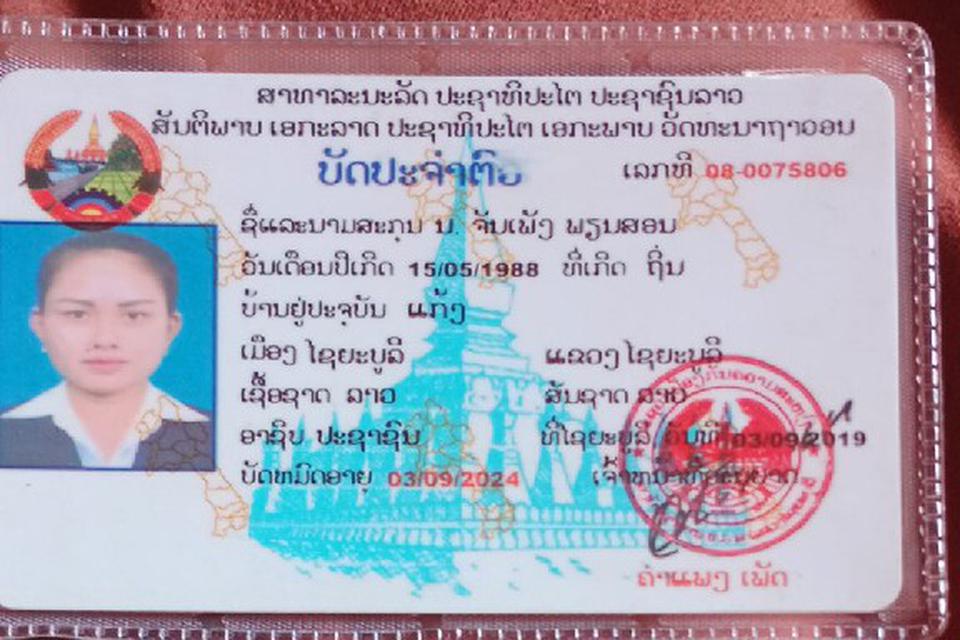 ສາທາລະນະລັດ ປະຊາທິປະໄຕ ປະຊາຊົນລາວ
ສັນຕິພາບ ເອກະລາດ ປະຊາທິປະໄຕ ເອກະພາບ ວັດທະນາຖາວອນ
ບັດປະຈຳຕົວ ເລກທີ 08-0075806
ຊື່ແລະນາມສະກຸນ ນ. ຈັນເພັງ ພຽນສອນ
ວັນເດືອນປີເກີດ 15/05/1988 ທີ່ເກີດ ຖິ່ນ
ບ້ານຢູ່ປະຈຸບັນ ແກ້ງ
ເມືອງ ໄຊຍະບູລີ ແຂວງ ໄຊຍະບູລີ
ເຊື້ອຊາດ ລາວ ສັນຊາດ ລາວ
ອາຊິບ ປະຊາຊົນ ທີ່ໄຊຍະບູລີ, ວັນທີ 03/09/2019
ບັດຫມົດອາຍຸ 03/09/2024 ເຈົ້າຫນ້າທີ່ອະນຸຍາດ
ຄຳແພງ ເພັດ